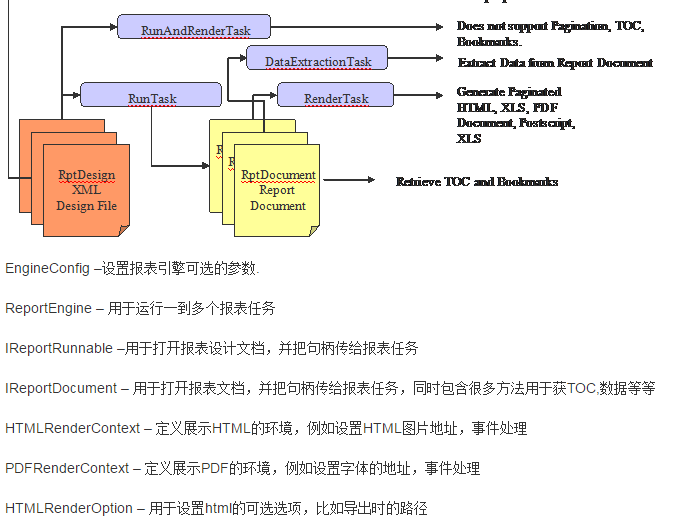 RunAndRenderTask
Does not support Pagination, TOC,
Bookmarks.
DataExtractionTask
Extract Data from Report Document
RunTask
RenderTask
Generate Paginated
HTML, XLS, PDF
Document, Postscript,
XLS
RptDesign
XML
Design File
R
R
RptDocument
Report
Document
Retrieve TOC and Bookmarks
EngineConfig –设置报表引擎可选的参数.
ReportEngine – 用于运行一到多个报表任务
IReportRunnable –用于打开报表设计文档，并把句柄传给报表任务
IReportDocument – 用于打开报表文档，并把句柄传给报表任务，同时包含很多方法用于获TOC,数据等等
HTMLRenderContext – 定义展示HTML的环境，例如设置HTML图片地址，事件处理
PDFRenderContext – 定义展示PDF的环境，例如设置字体的地址，事件处理
HTMLRenderOption – 用于设置html的可选选项，比如导出时的路径